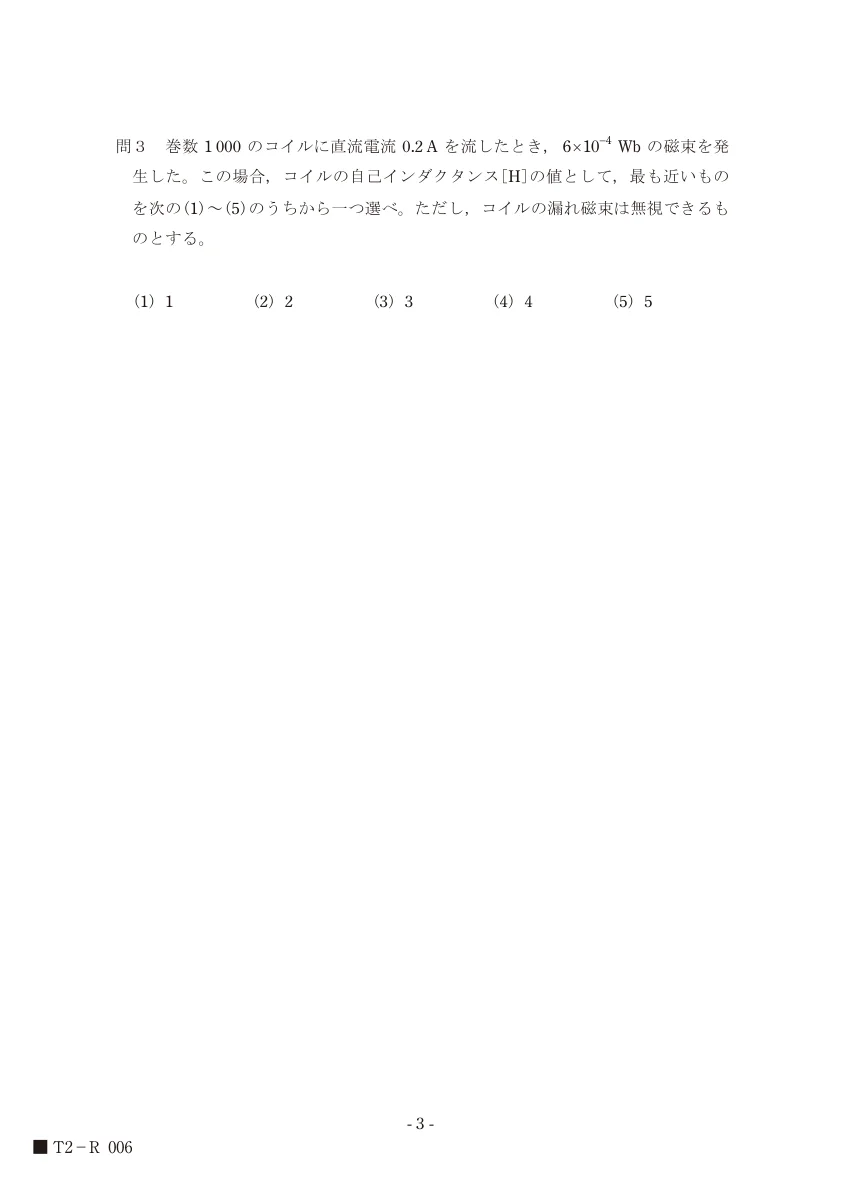 問３　巻数 1 000 のコイルに直流電流 0.2 A を流したとき，6×10⁻⁴ Wb の磁束を発
生した。この場合，コイルの自己インダクタンス[H]の値として，最も近いもの
を次の(1)～(5)のうちから一つ選べ。ただし，コイルの漏れ磁束は無視できるも
のとする。
(1) 1　(2) 2　(3) 3　(4) 4　(5) 5
- 3 -
■ T2－R 006